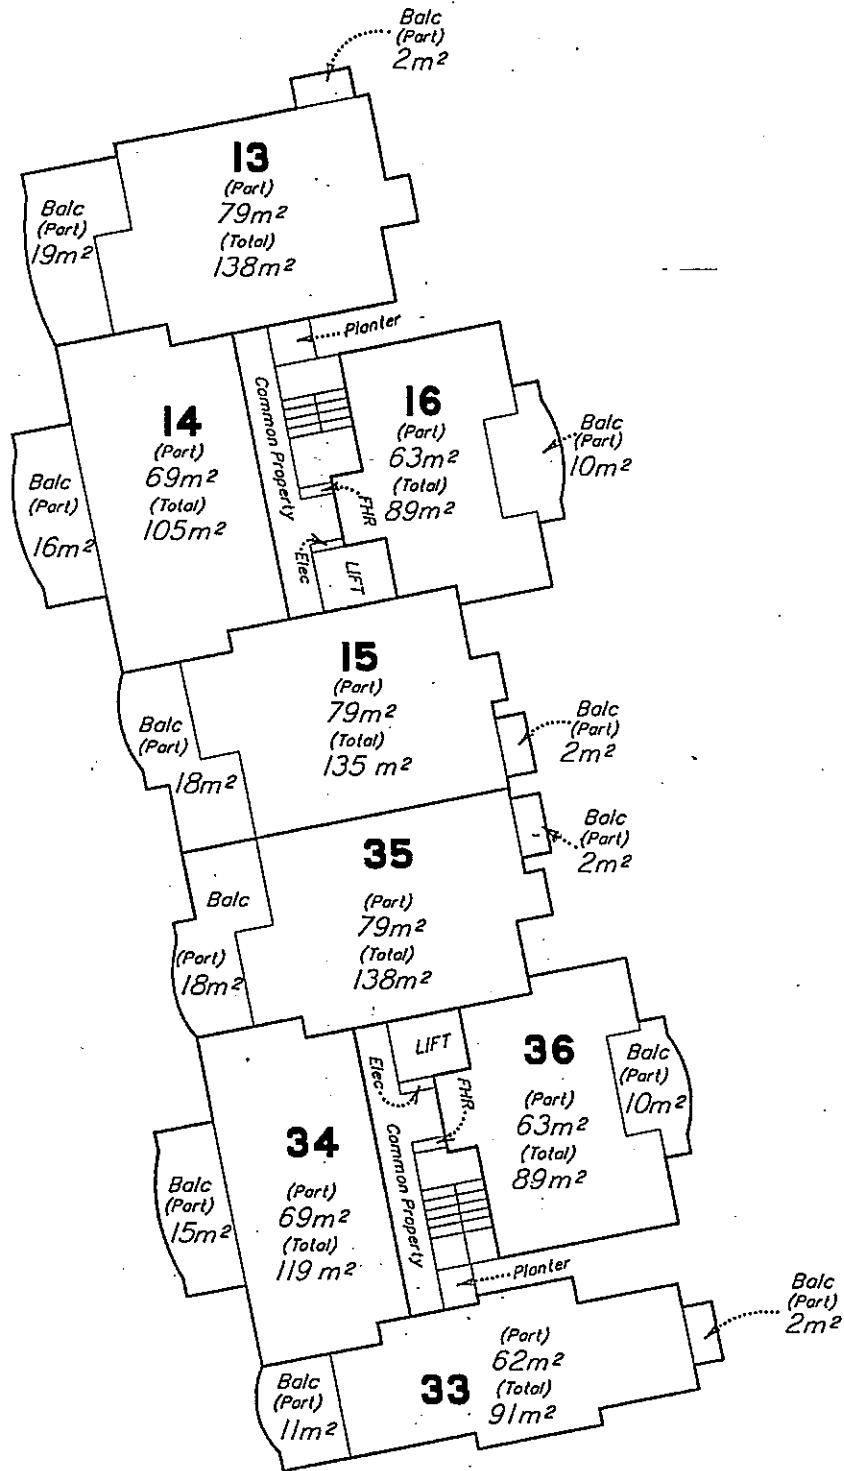 Balc
(Part)
2m²
13
(Part)
79m²
(Total)
138m²
Balc
(Part)
19m²
Planter
Common Property
14
(Part)
69m²
(Total)
105m²
16
(Part)
63m²
(Total)
89m²
Balc
(Part)
10m²
Balc
(Part)
16m²
FHR
Elec
LIFT
15
(Part)
79m²
(Total)
135 m²
Balc
(Part)
18m²
Balc
(Part)
2m²
Balc
(Part)
2m²
35
(Part)
79m²
(Total)
138m²
Balc
(Part)
18m²
LIFT
Elec
FHR
Common Property
36
(Part)
63m²
(Total)
89m²
Balc
(Part)
10m²
34
(Part)
69m²
(Total)
119 m²
Balc
(Part)
15m²
Planter
Balc
(Part)
2m²
33
(Part)
62m²
(Total)
91m²
Balc
(Part)
11m²